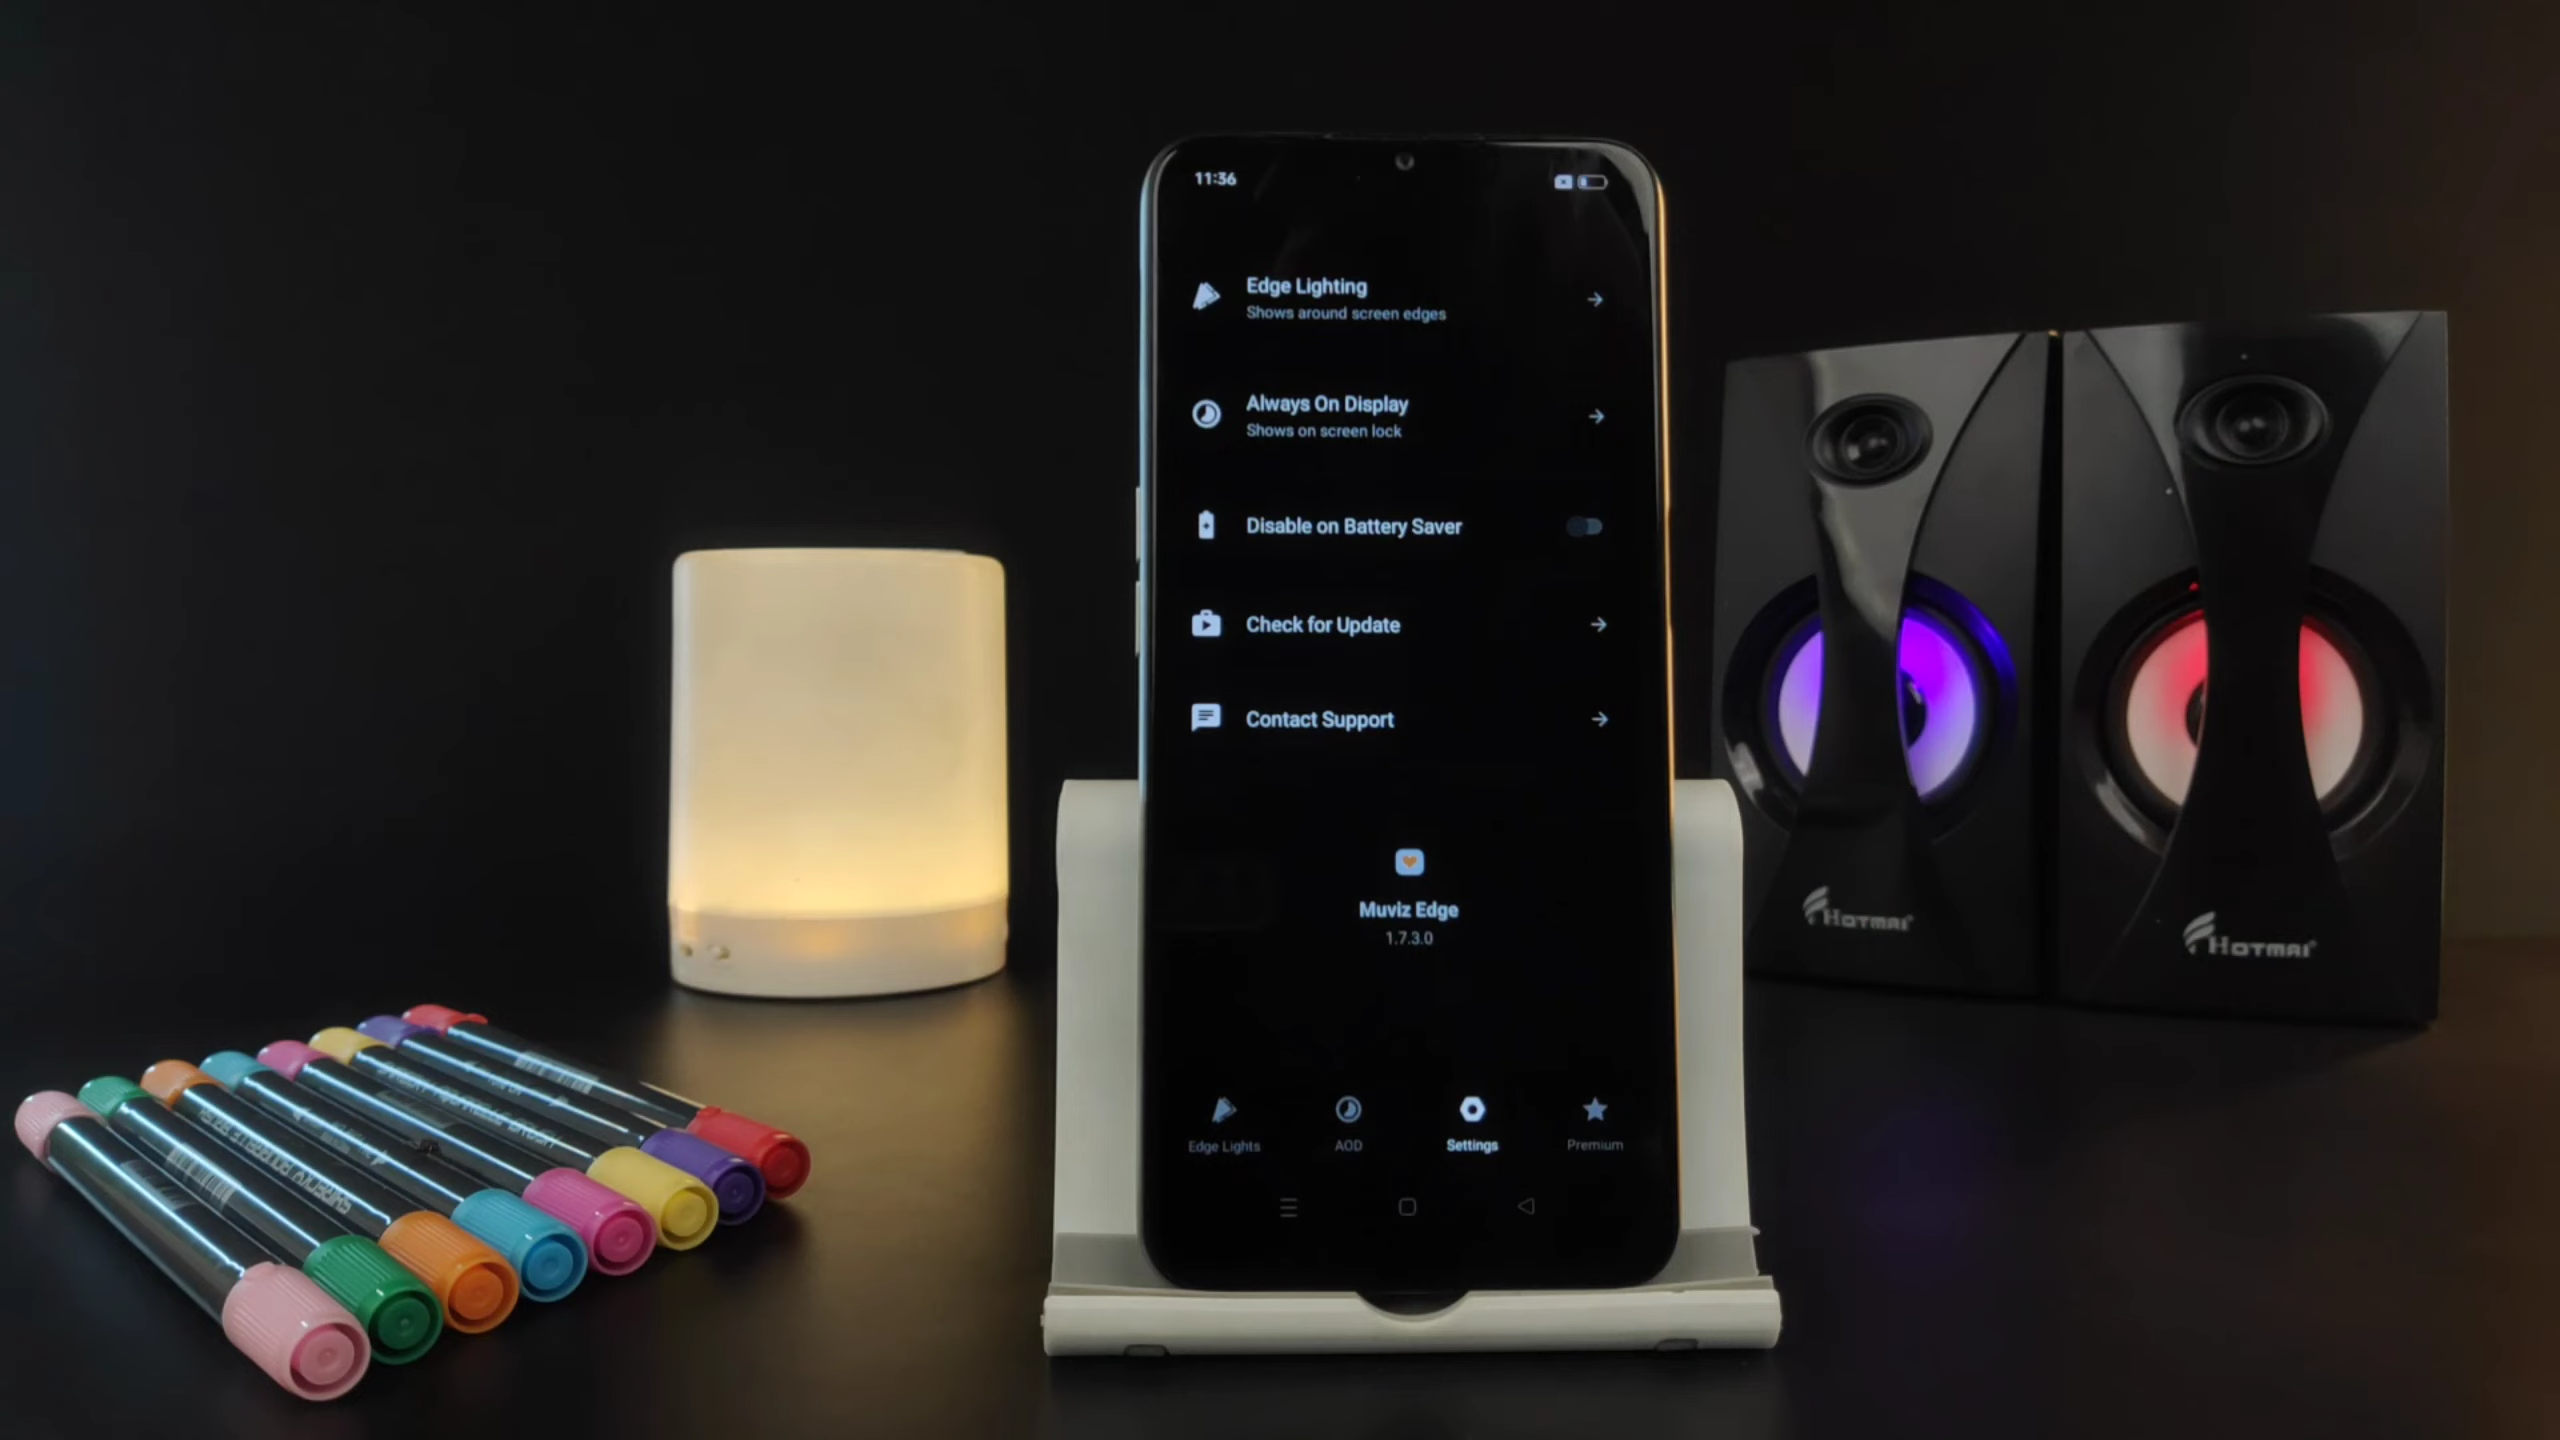 11:36
Edge Lighting
Shows around screen edges
Always On Display
Shows on screen lock
Disable on Battery Saver
Check for Update
Contact Support
Muviz Edge
1.7.3.0
Edge Lights
AOD
Settings
Premium
HOTMAI
HOTMAI